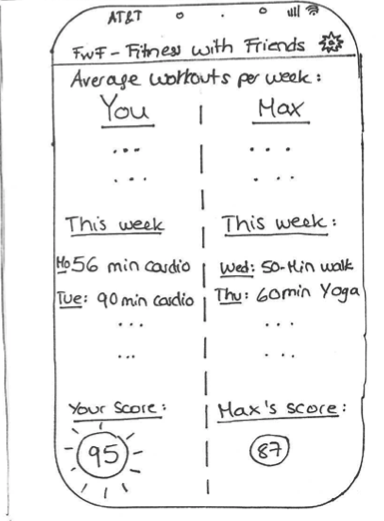 AT&T
FwF - Fitness with Friends
Average workouts per week:
You Max
... ...
... ...
This week This week:
Mo 56 min cardio Wed: 50-Min walk
Tue: 90 min cardio Thu: 60min Yoga
... ...
... ...
Your Score: Max's score:
95 87